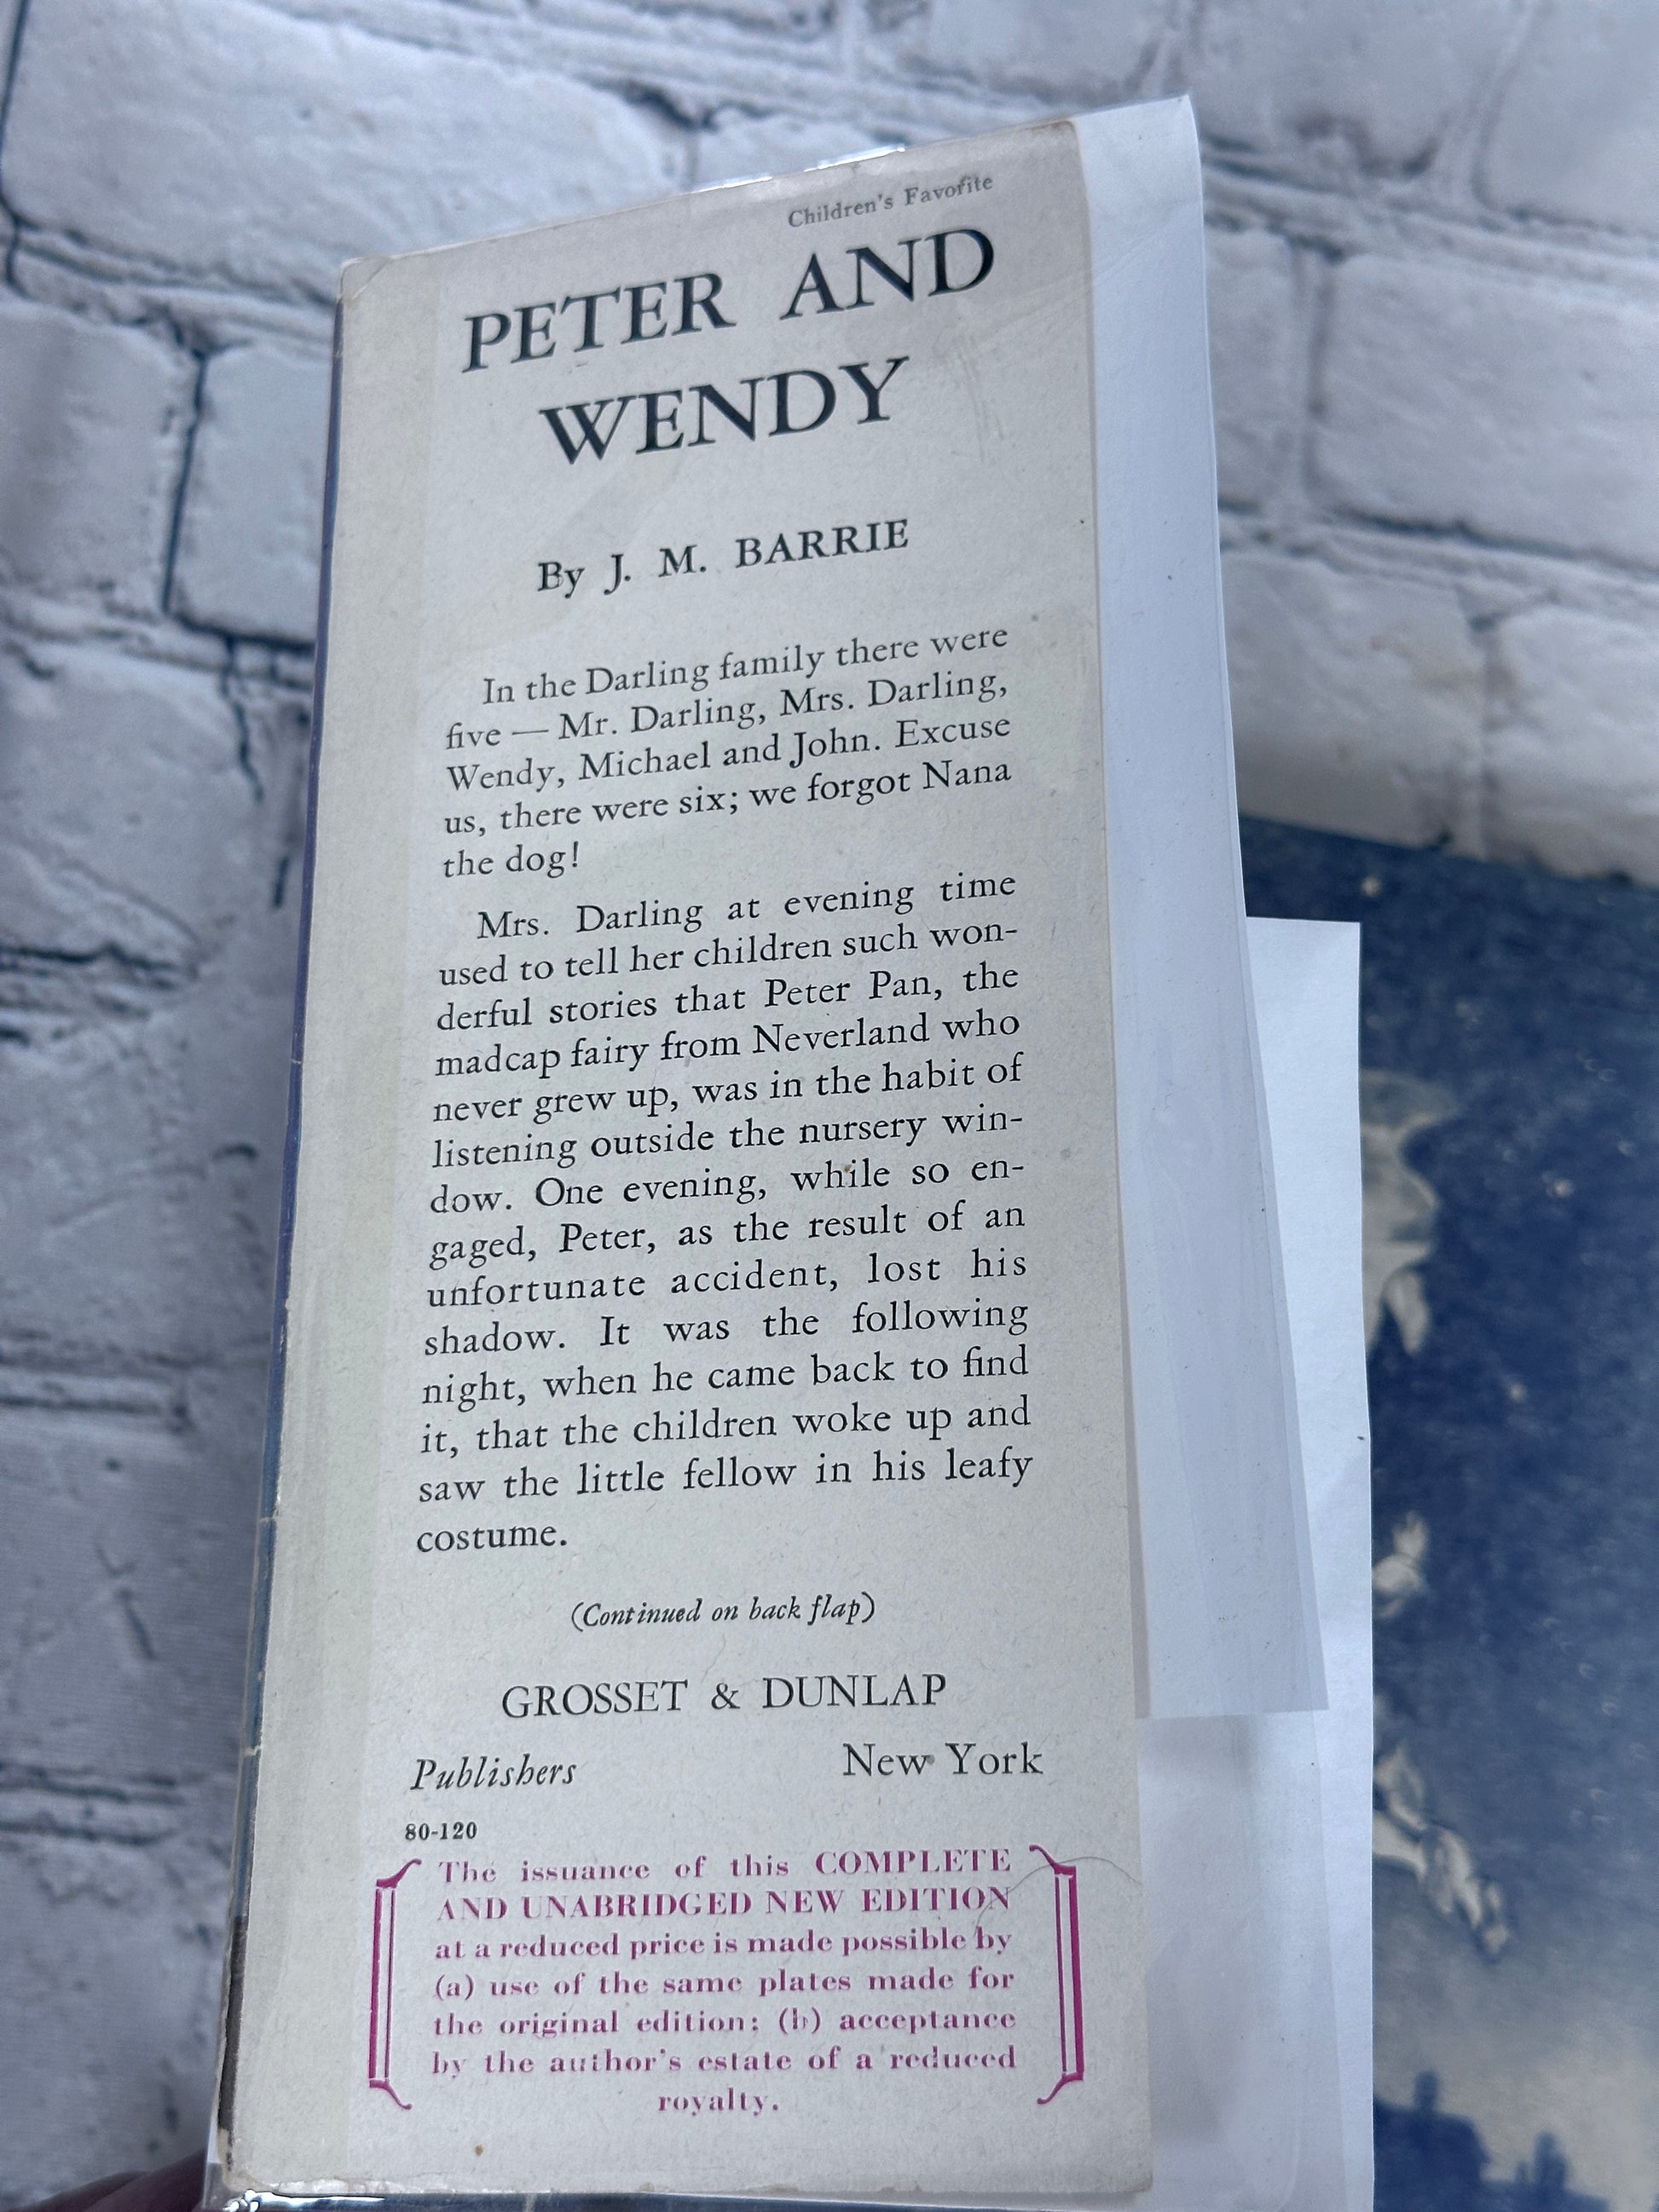 Children's Favorite
PETER AND
WENDY
By J. M. BARRIE
In the Darling family there were
five — Mr. Darling, Mrs. Darling,
Wendy, Michael and John. Excuse
us, there were six; we forgot Nana
the dog!
Mrs. Darling at evening time
used to tell her children such won-
derful stories that Peter Pan, the
madcap fairy from Neverland who
never grew up, was in the habit of
listening outside the nursery win-
dow. One evening, while so en-
gaged, Peter, as the result of an
unfortunate accident, lost his
shadow. It was the following
night, when he came back to find
it, that the children woke up and
saw the little fellow in his leafy
costume.
(Continued on back flap)
GROSSET & DUNLAP
Publishers New York
80-120
The issuance of this COMPLETE
AND UNABRIDGED NEW EDITION
at a reduced price is made possible by
(a) use of the same plates made for
the original edition; (b) acceptance
by the author's estate of a reduced
royalty.